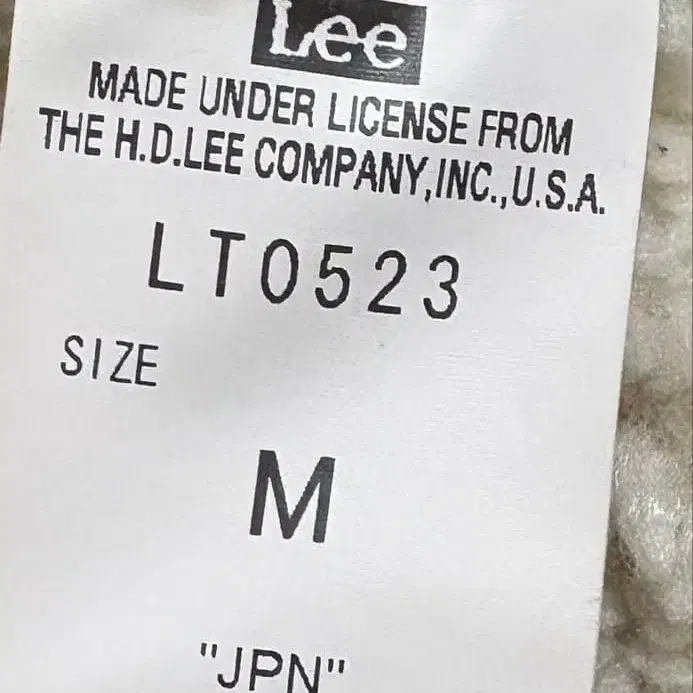 Lee
MADE UNDER LICENSE FROM
THE H.D.LEE COMPANY,INC.,U.S.A.
LT0523
SIZE
M
"JPN"